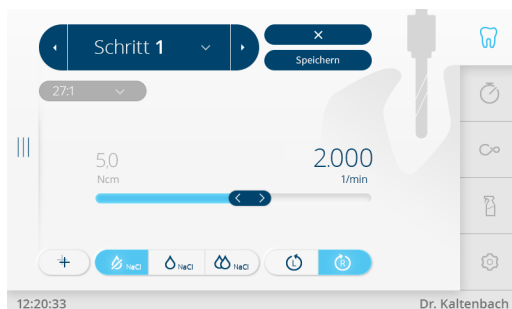 Schritt 1
×
Speichern
27:1
5,0
Ncm
2.000
1/min
NaCl
NaCl
NaCl
L
R
12:20:33
Dr. Kaltenbach